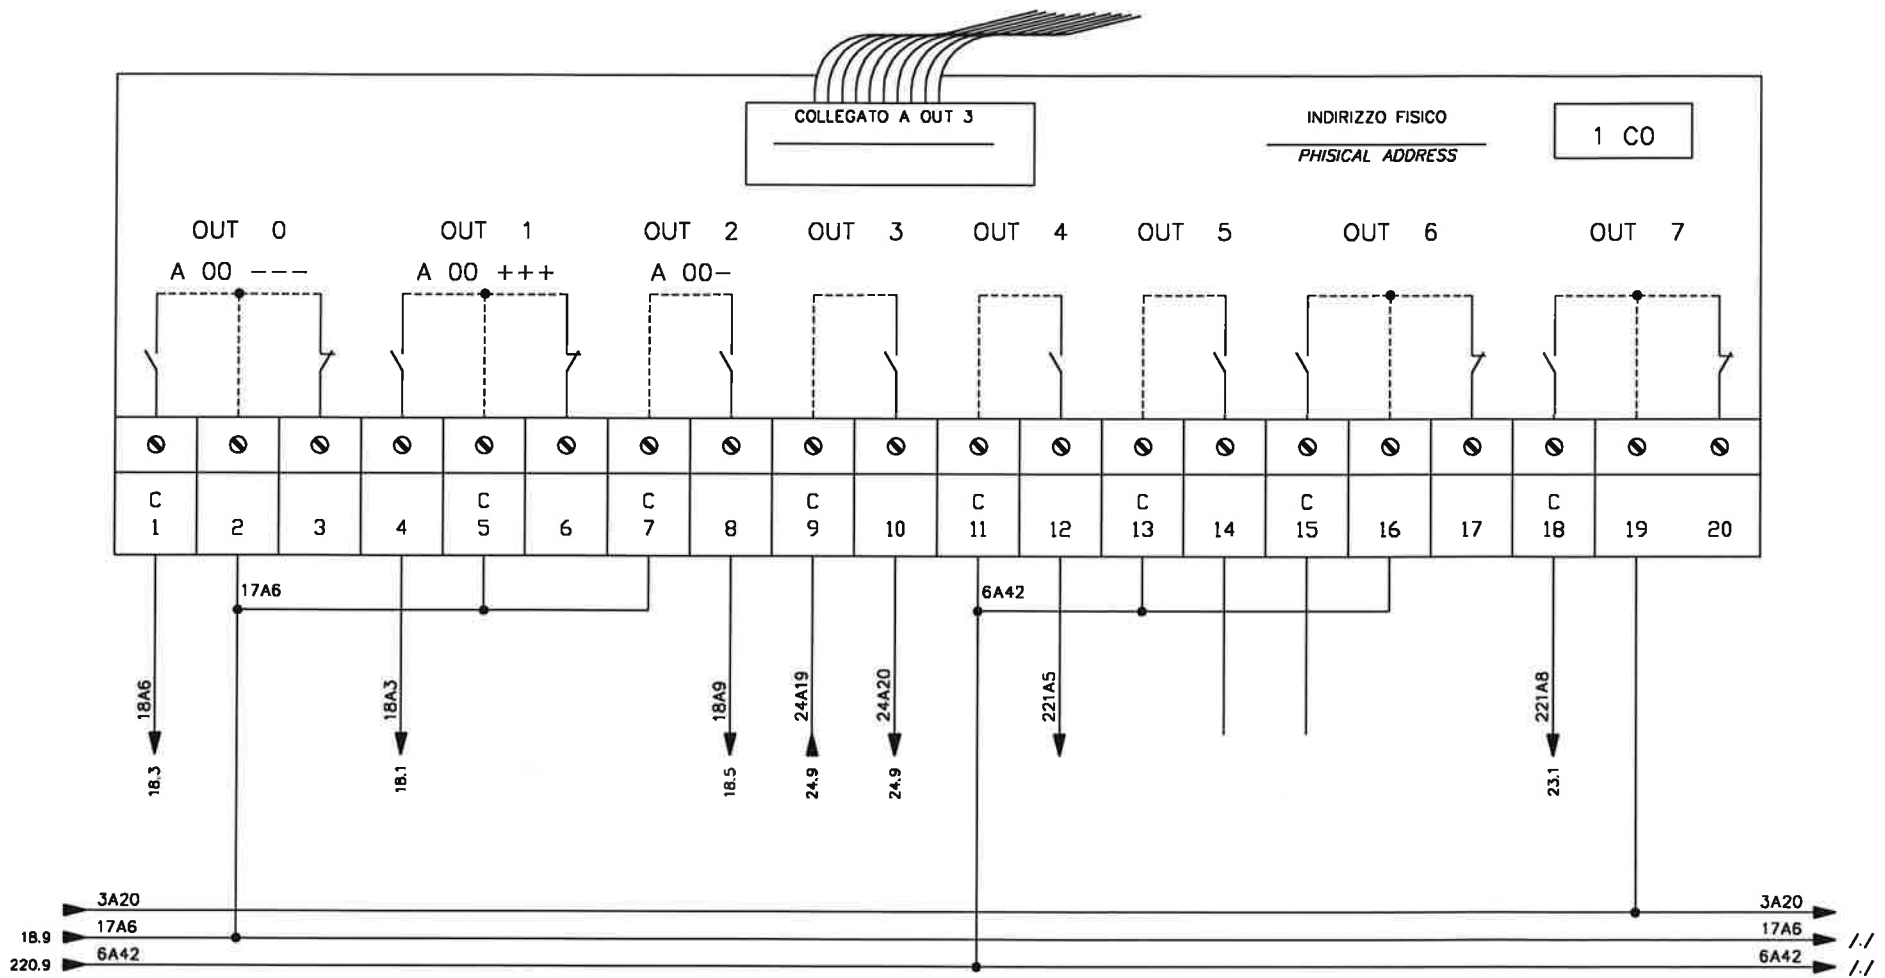 COLLEGATO A OUT 3
INDIRIZZO FISICO
PHISICAL ADDRESS
1 CO
OUT 0 OUT 1 OUT 2 OUT 3 OUT 4 OUT 5 OUT 6 OUT 7
A 00 --- A 00 +++ A 00-
C C C C C C C C
1 2 3 4 5 6 7 8 9 10 11 12 13 14 15 16 17 18 19 20
17A6 6A42
18A6 18A3 18A9 24A19 24A20 221A5 221A8
18.3 18.1 18.5 24.9 24.9 23.1
3A20 3A20
18.9 17A6 17A6 /./
220.9 6A42 6A42 /./